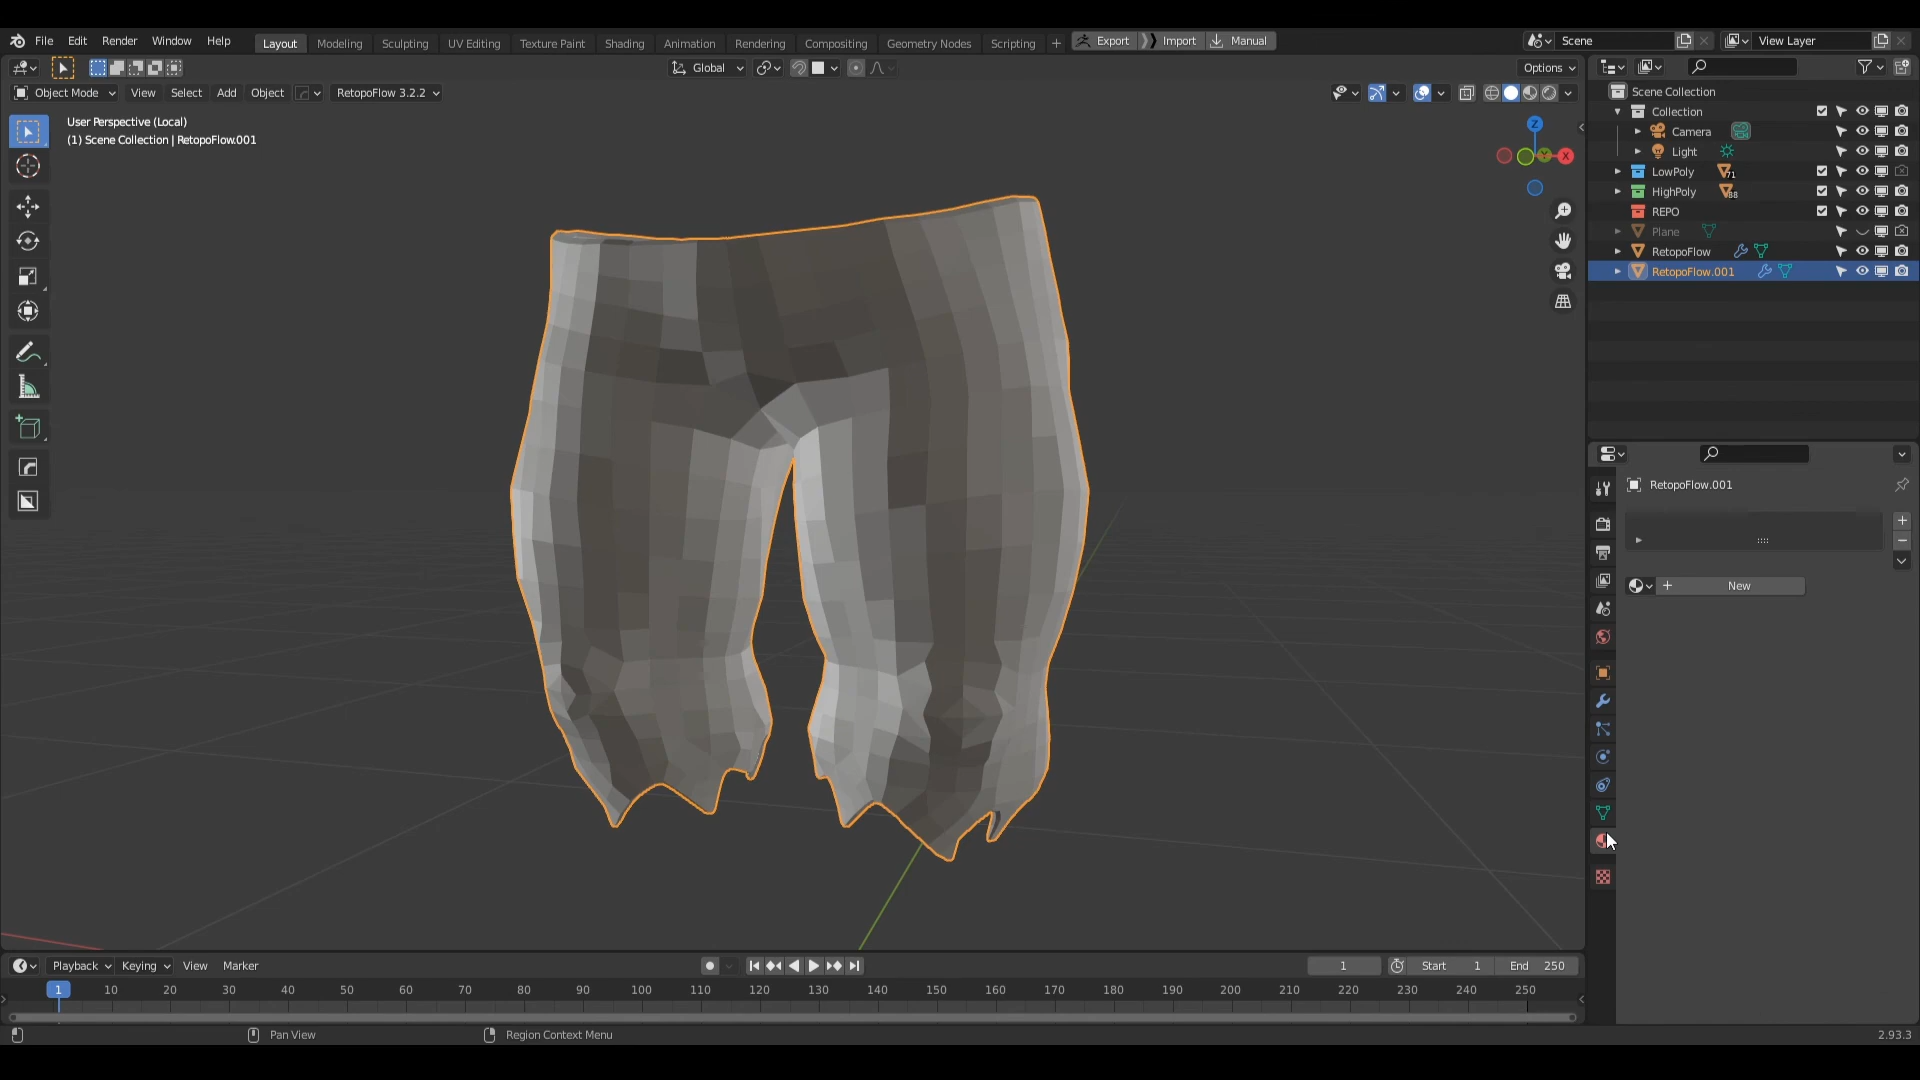 File Edit Render Window Help Layout Modeling Sculpting UV Editing Texture Paint Shading Animation Rendering Compositing Geometry Nodes Scripting + Export Import Manual Scene View Layer
Global Options
Object Mode View Select Add Object RetopoFlow 3.2.2
User Perspective (Local)
(1) Scene Collection | RetopoFlow.001
Z
Y X
Scene Collection
Collection
Camera
Light
LowPoly 71
HighPoly 88
REPO
Plane
RetopoFlow
RetopoFlow.001
RetopoFlow.001
+ New
Playback Keying View Marker 1 Start 1 End 250
1 10 20 30 40 50 60 70 80 90 100 110 120 130 140 150 160 170 180 190 200 210 220 230 240 250
Pan View Region Context Menu 2.93.3